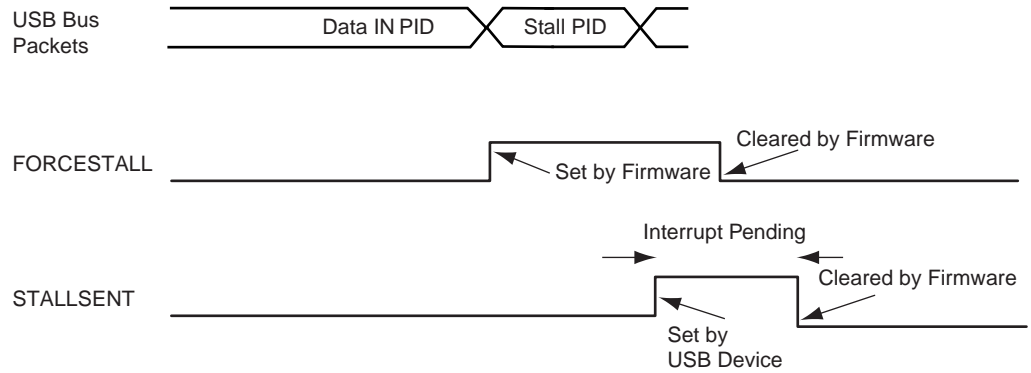 USB Bus
Packets
Data IN PID
Stall PID
FORCESTALL
Set by Firmware
Cleared by Firmware
Interrupt Pending
STALLSENT
Cleared by Firmware
Set by
USB Device